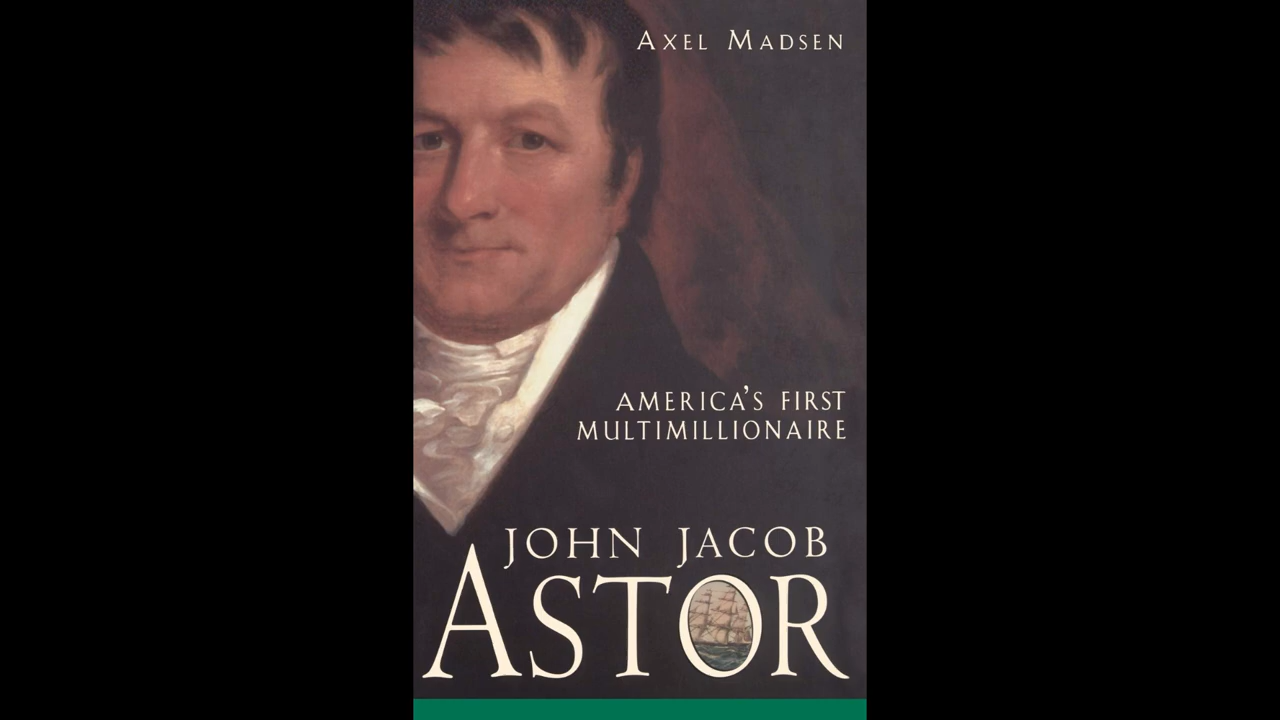 AXEL MADSEN
AMERICA'S FIRST
MULTIMILLIONAIRE
JOHN JACOB
ASTOR